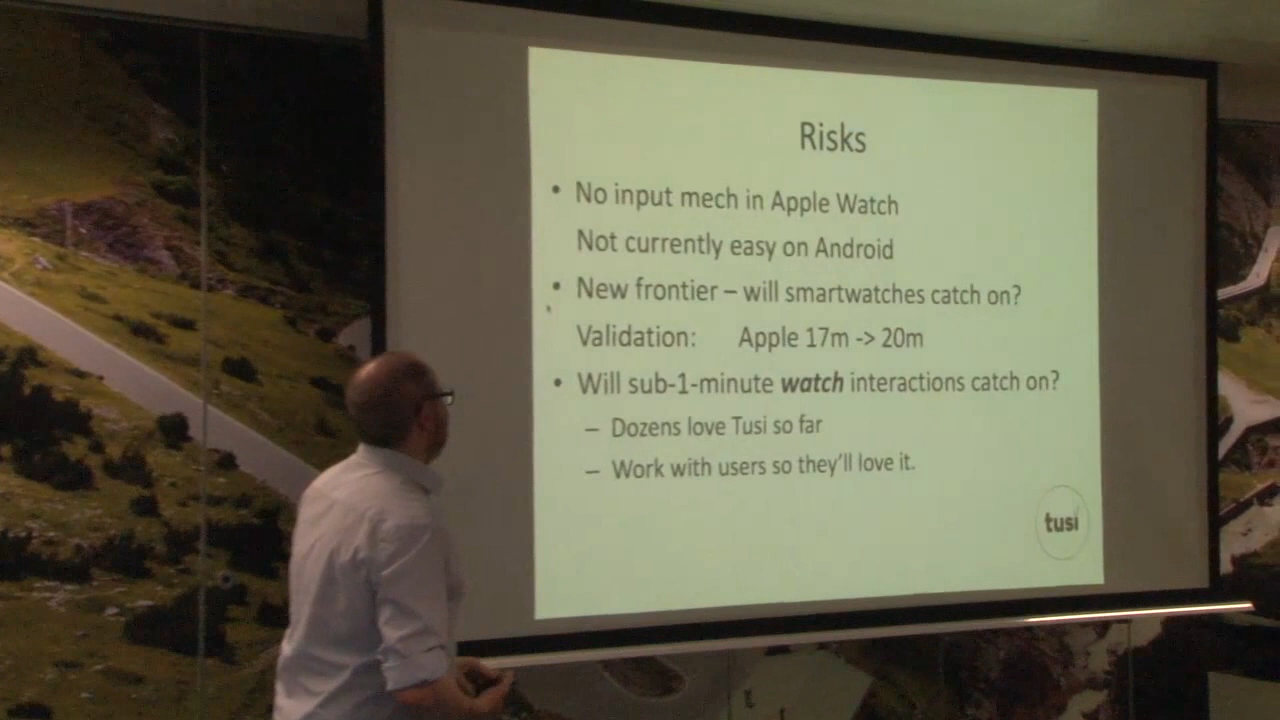 Risks
• No input mech in Apple Watch
Not currently easy on Android
• New frontier – will smartwatches catch on?
Validation: Apple 17m -> 20m
• Will sub-1-minute watch interactions catch on?
– Dozens love Tusi so far
– Work with users so they'll love it.
tusi